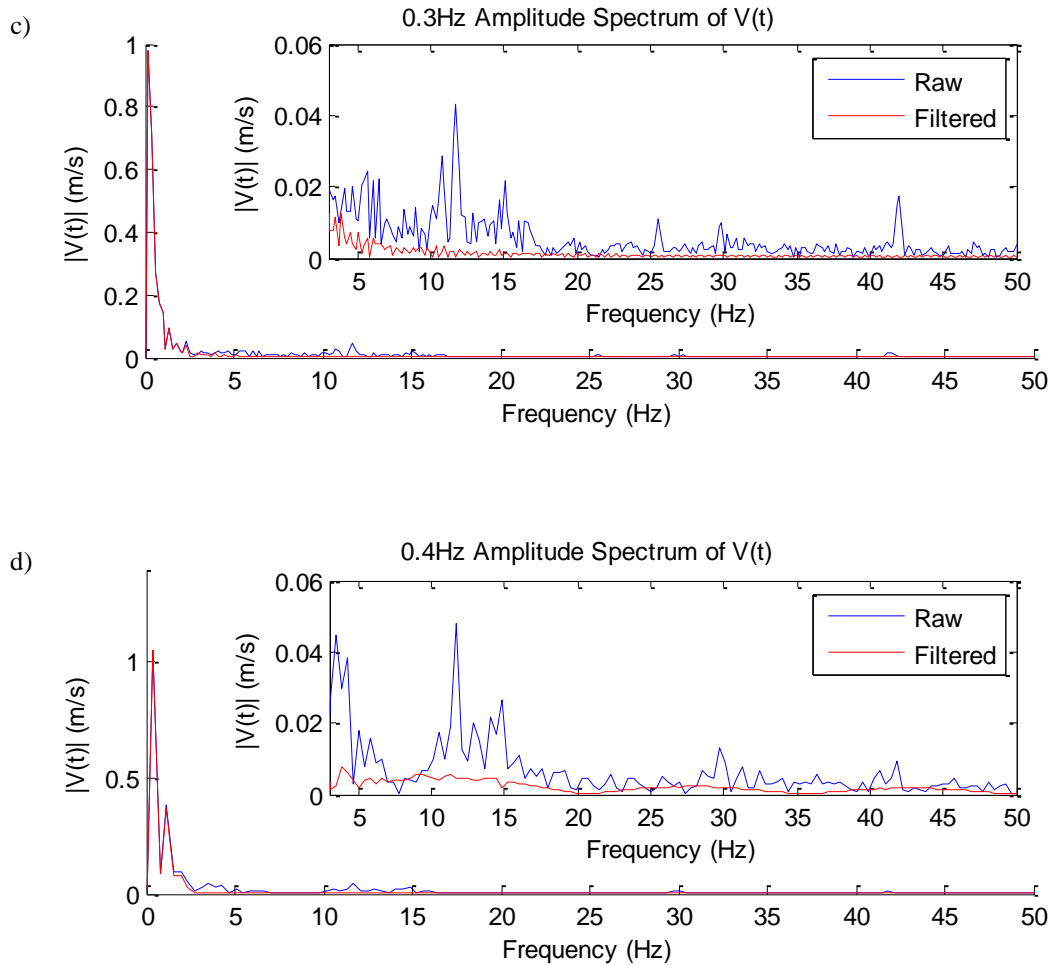 c)
0.3Hz Amplitude Spectrum of V(t)
1
0.8
0.6
0.4
0.2
0
|V(t)| (m/s)
0.06
0.04
0.02
0
|V(t)| (m/s)
Raw
Filtered
5 10 15 20 25 30 35 40 45 50
Frequency (Hz)
0 5 10 15 20 25 30 35 40 45 50
Frequency (Hz)
d)
0.4Hz Amplitude Spectrum of V(t)
1
0.5
0
|V(t)| (m/s)
0.06
0.04
0.02
0
|V(t)| (m/s)
Raw
Filtered
5 10 15 20 25 30 35 40 45 50
Frequency (Hz)
0 5 10 15 20 25 30 35 40 45 50
Frequency (Hz)